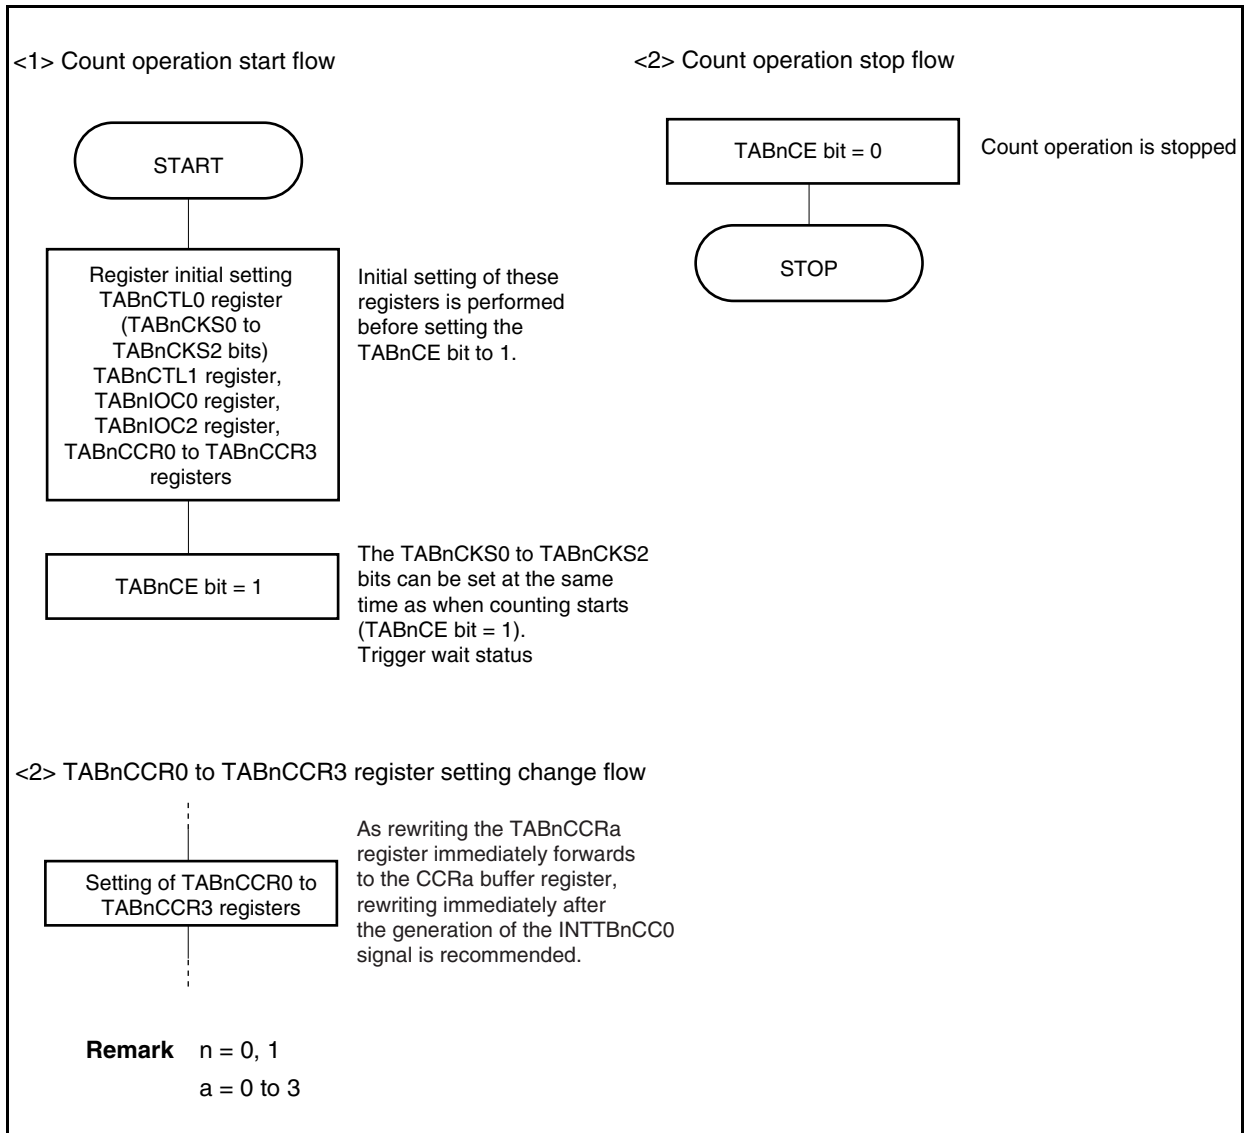 <1> Count operation start flow
START
Register initial setting
TABnCTL0 register
(TABnCKS0 to
TABnCKS2 bits)
TABnCTL1 register,
TABnIOC0 register,
TABnIOC2 register,
TABnCCR0 to TABnCCR3
registers
Initial setting of these
registers is performed
before setting the
TABnCE bit to 1.
TABnCE bit = 1
The TABnCKS0 to TABnCKS2
bits can be set at the same
time as when counting starts
(TABnCE bit = 1).
Trigger wait status
<2> Count operation stop flow
TABnCE bit = 0
Count operation is stopped
STOP
<2> TABnCCR0 to TABnCCR3 register setting change flow
Setting of TABnCCR0 to
TABnCCR3 registers
As rewriting the TABnCCRa
register immediately forwards
to the CCRa buffer register,
rewriting immediately after
the generation of the INTTBnCC0
signal is recommended.
Remark n = 0, 1
a = 0 to 3